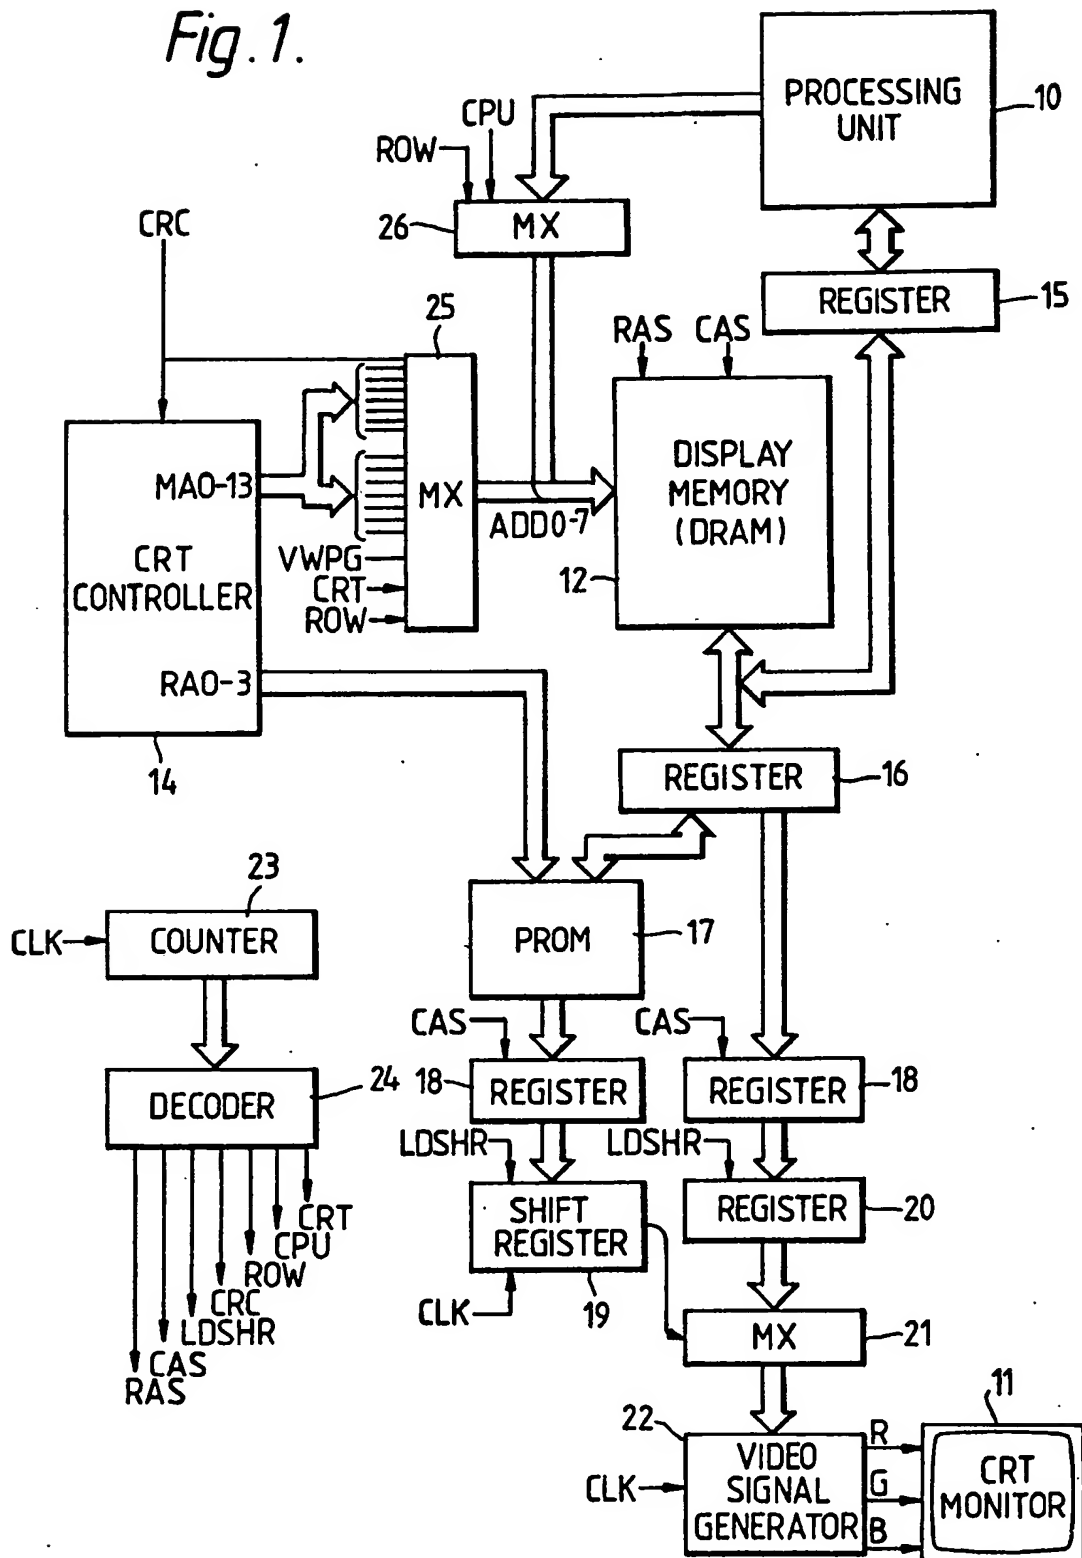 Fig.1.
PROCESSING
UNIT
10
CPU
ROW
26
MX
CRC
25
REGISTER
15
RAS CAS
MA0-13
MX
ADD0-7
DISPLAY
MEMORY
(DRAM)
12
CRT
CONTROLLER
VWPG
CRT
ROW
RA0-3
14
REGISTER
16
23
CLK
COUNTER
PROM
17
CAS
CAS
24
DECODER
18
REGISTER
REGISTER
18
LDSHR
LDSHR
SHIFT
REGISTER
REGISTER
20
CRT
CPU
ROW
CRC
LDSHR
CAS
RAS
CLK
19
MX
21
11
22
VIDEO
SIGNAL
GENERATOR
CLK
R
G
B
CRT
MONITOR